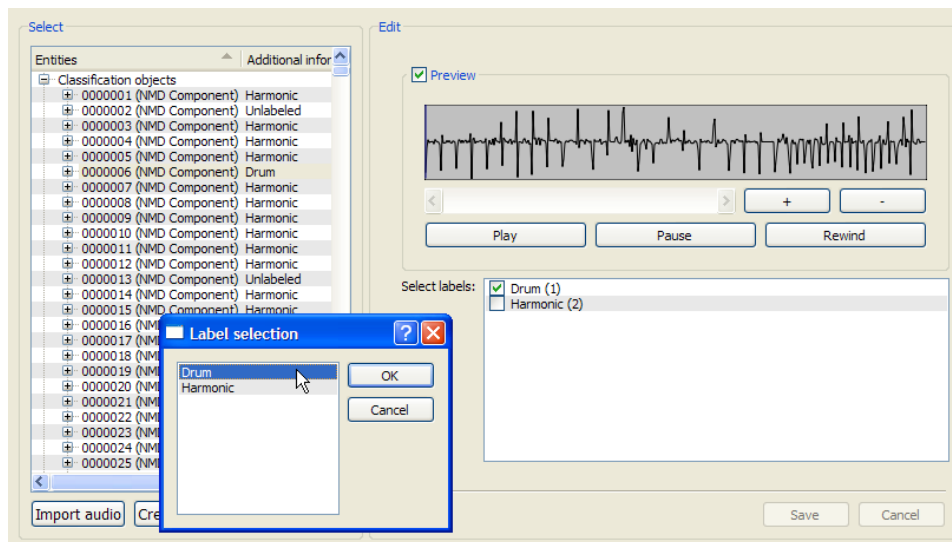 Select
Entities Additional infor
Classification objects
0000001 (NMD Component) Harmonic
0000002 (NMD Component) Unlabeled
0000003 (NMD Component) Harmonic
0000004 (NMD Component) Harmonic
0000005 (NMD Component) Harmonic
0000006 (NMD Component) Drum
0000007 (NMD Component) Harmonic
0000008 (NMD Component) Harmonic
0000009 (NMD Component) Harmonic
0000010 (NMD Component) Harmonic
0000011 (NMD Component) Harmonic
0000012 (NMD Component) Harmonic
0000013 (NMD Component) Unlabeled
0000014 (NMD Component) Harmonic
0000015 (NMD Component) Harmonic
0000016 (NM
0000017 (NM
0000018 (NM
0000019 (NM
0000020 (NM
0000021 (NM
0000022 (NM
0000023 (NM
0000024 (NM
0000025 (NM
Import audio Cre
Label selection
Drum
Harmonic
OK
Cancel
Edit
Preview
+ -
Play Pause Rewind
Select labels: Drum (1)
Harmonic (2)
Save Cancel